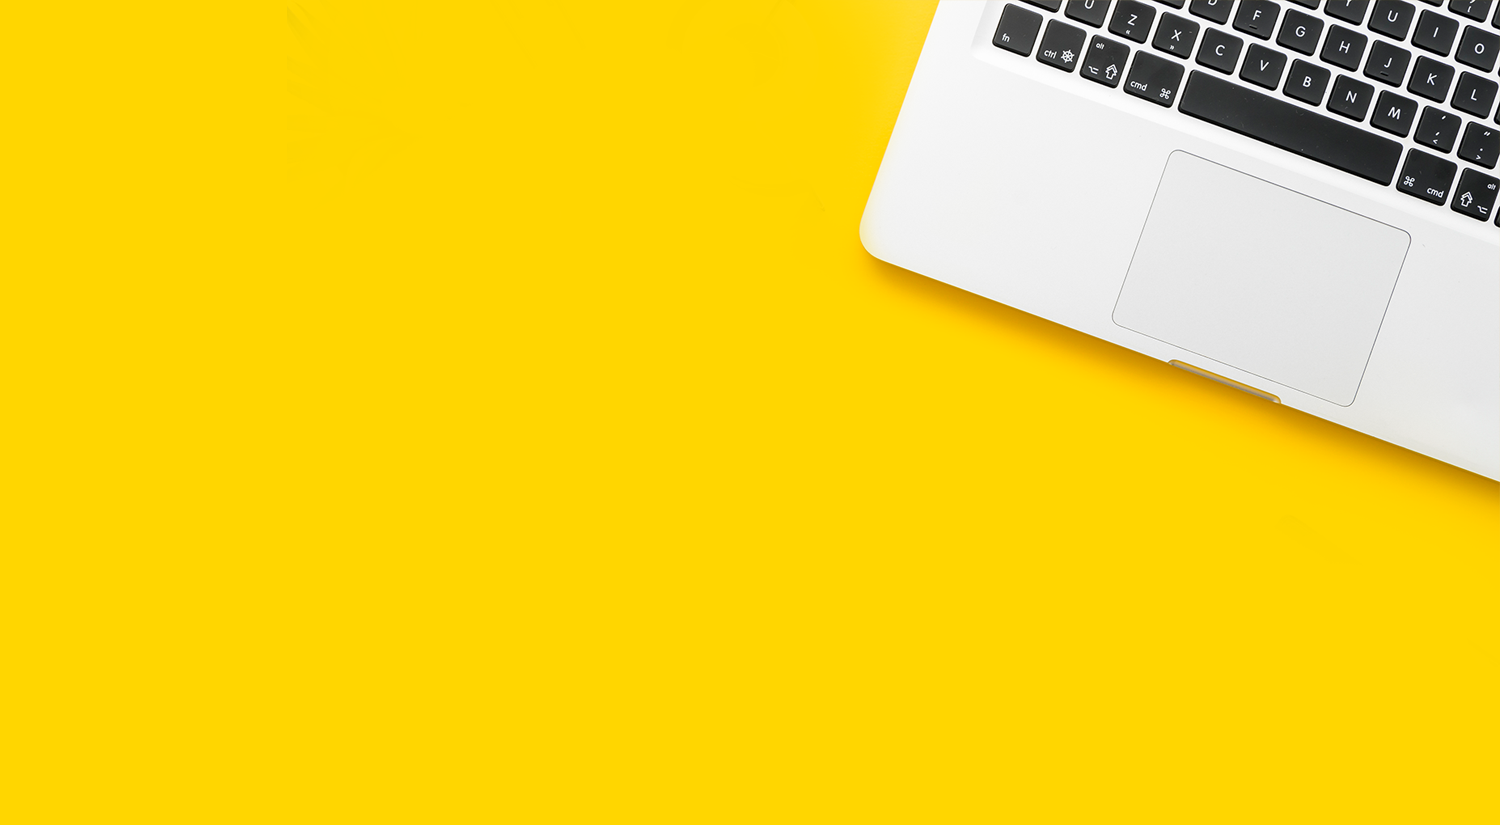 U I O
F G H J K L
Z X C V B N M
fn
ctrl
alt
cmd
cmd
alt